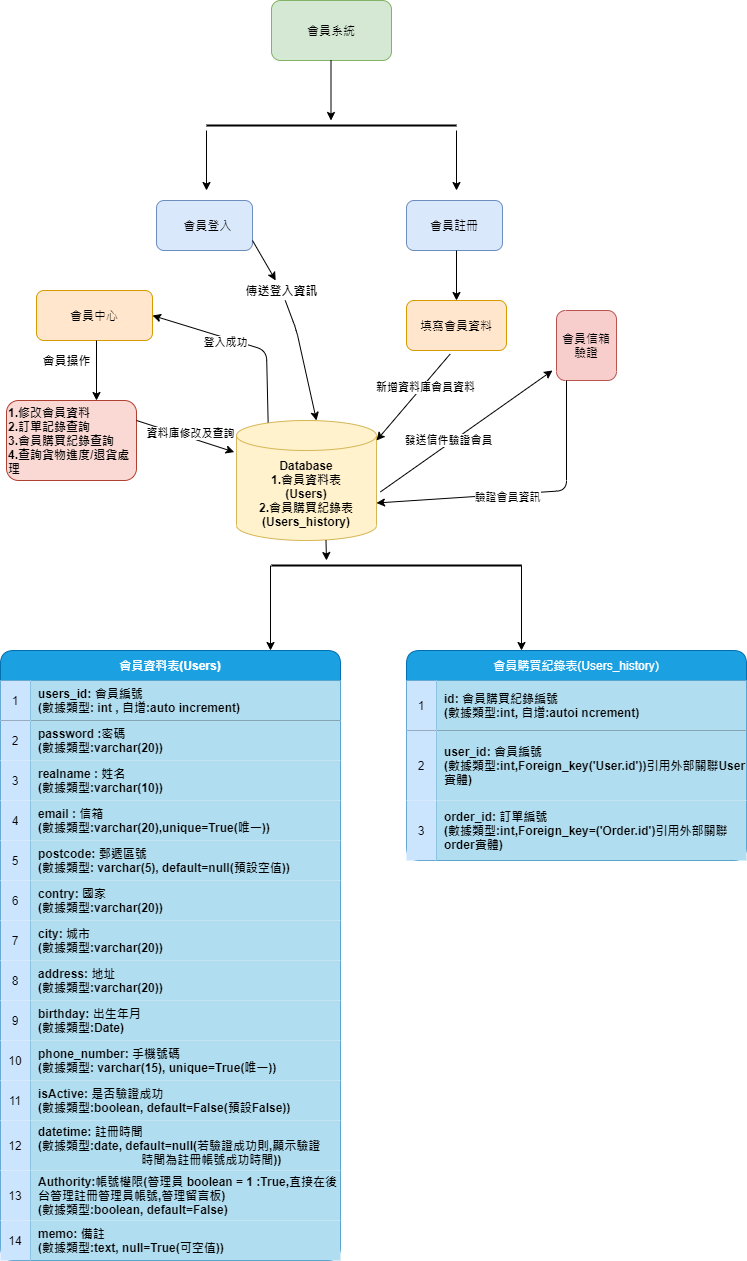 會員系統
會員登入
會員註冊
傳送登入資訊
會員中心
填寫會員資料
會員信箱
驗證
登入成功
會員操作
新增資料庫會員資料
1.修改會員資料
2.訂單記錄查詢
3.會員購買紀錄查詢
4.查詢貨物進度/退貨處
理
資料庫修改及查詢
發送信件驗證會員
Database
1.會員資料表
(Users)
2.會員購買紀錄表
(Users_history)
驗證會員資訊
會員資料表(Users)
1
users_id: 會員編號
(數據類型: int , 自增:auto increment)
2
password :密碼
(數據類型:varchar(20))
3
realname : 姓名
(數據類型:varchar(10))
4
email : 信箱
(數據類型:varchar(20),unique=True(唯一))
5
postcode: 郵遞區號
(數據類型: varchar(5), default=null(預設空值))
6
contry: 國家
(數據類型:varchar(20))
7
city: 城市
(數據類型:varchar(20))
8
address: 地址
(數據類型:varchar(20))
9
birthday: 出生年月
(數據類型:Date)
10
phone_number: 手機號碼
(數據類型: varchar(15), unique=True(唯一))
11
isActive: 是否驗證成功
(數據類型:boolean, default=False(預設False))
12
datetime: 註冊時間
(數據類型:date, default=null(若驗證成功則,顯示驗證
時間為註冊帳號成功時間))
13
Authority:帳號權限(管理員 boolean = 1 :True,直接在後
台管理註冊管理員帳號,管理留言板)
(數據類型:boolean, default=False)
14
memo: 備註
(數據類型:text, null=True(可空值))
會員購買紀錄表(Users_history)
1
id: 會員購買紀錄編號
(數據類型:int, 自增:autoi ncrement)
2
user_id: 會員編號
(數據類型:int,Foreign_key('User.id'))引用外部關聯User
實體)
3
order_id: 訂單編號
(數據類型:int,Foreign_key=('Order.id')引用外部關聯
order實體)